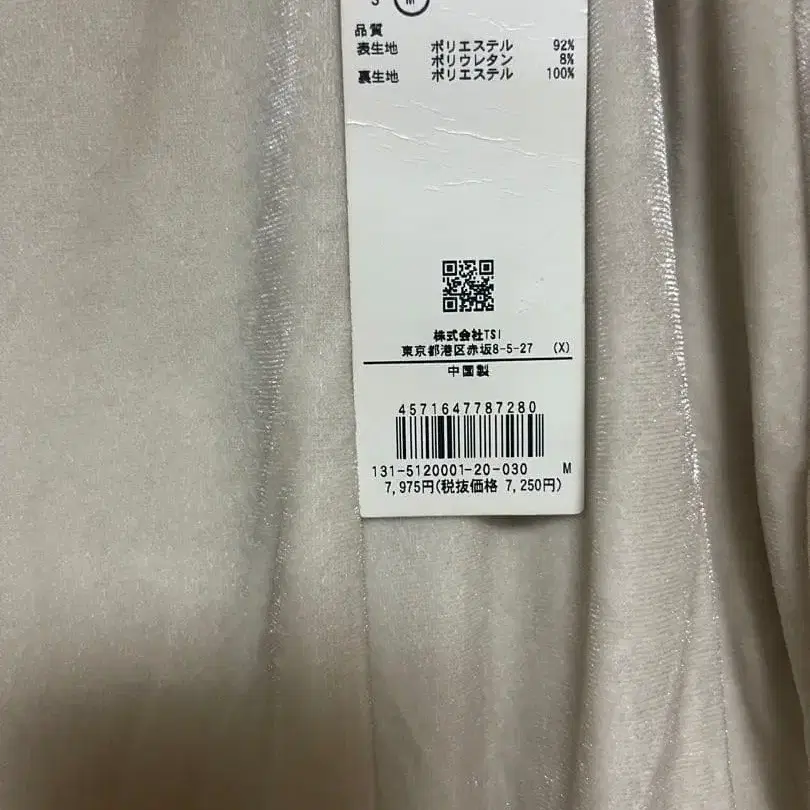 S M
品質
表生地 ポリエステル 92%
ポリウレタン 8%
裏生地 ポリエステル 100%
株式会社TSI
東京都港区赤坂8-5-27 (X)
中国製
4571647787280
131-5120001-20-030 M
7,975円(税抜価格 7,250円)